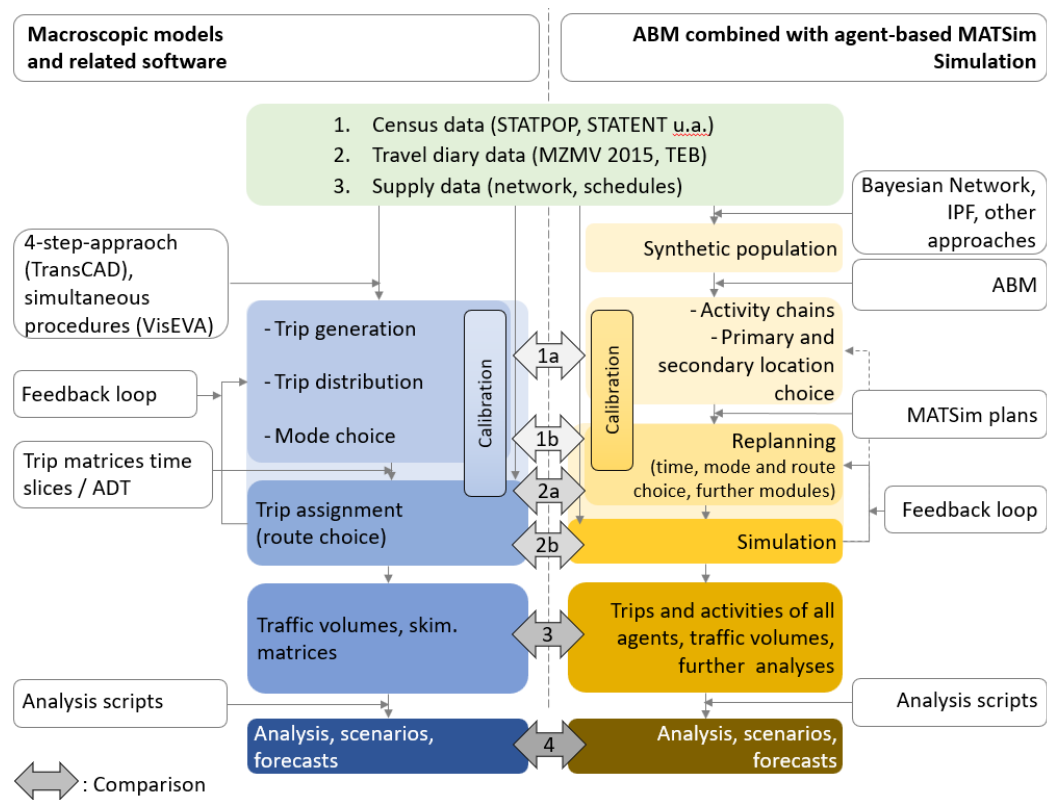 Macroscopic models
and related software
ABM combined with agent-based MATSim
Simulation
1. Census data (STATPOP, STATENT u.a.)
2. Travel diary data (MZMV 2015, TEB)
3. Supply data (network, schedules)
Bayesian Network,
IPF, other
approaches
4-step-appraoch
(TransCAD),
simultaneous
procedures (VisEVA)
Synthetic population
ABM
- Trip generation
- Trip distribution
- Mode choice
Calibration
1a
Calibration
- Activity chains
- Primary and
secondary location
choice
Feedback loop
MATSim plans
1b
Replanning
(time, mode and route
choice, further modules)
Trip matrices time
slices / ADT
2a
Trip assignment
(route choice)
Feedback loop
2b
Simulation
Traffic volumes, skim.
matrices
3
Trips and activities of all
agents, traffic volumes,
further analyses
Analysis scripts
Analysis scripts
Analysis, scenarios,
forecasts
4
Analysis, scenarios,
forecasts
: Comparison